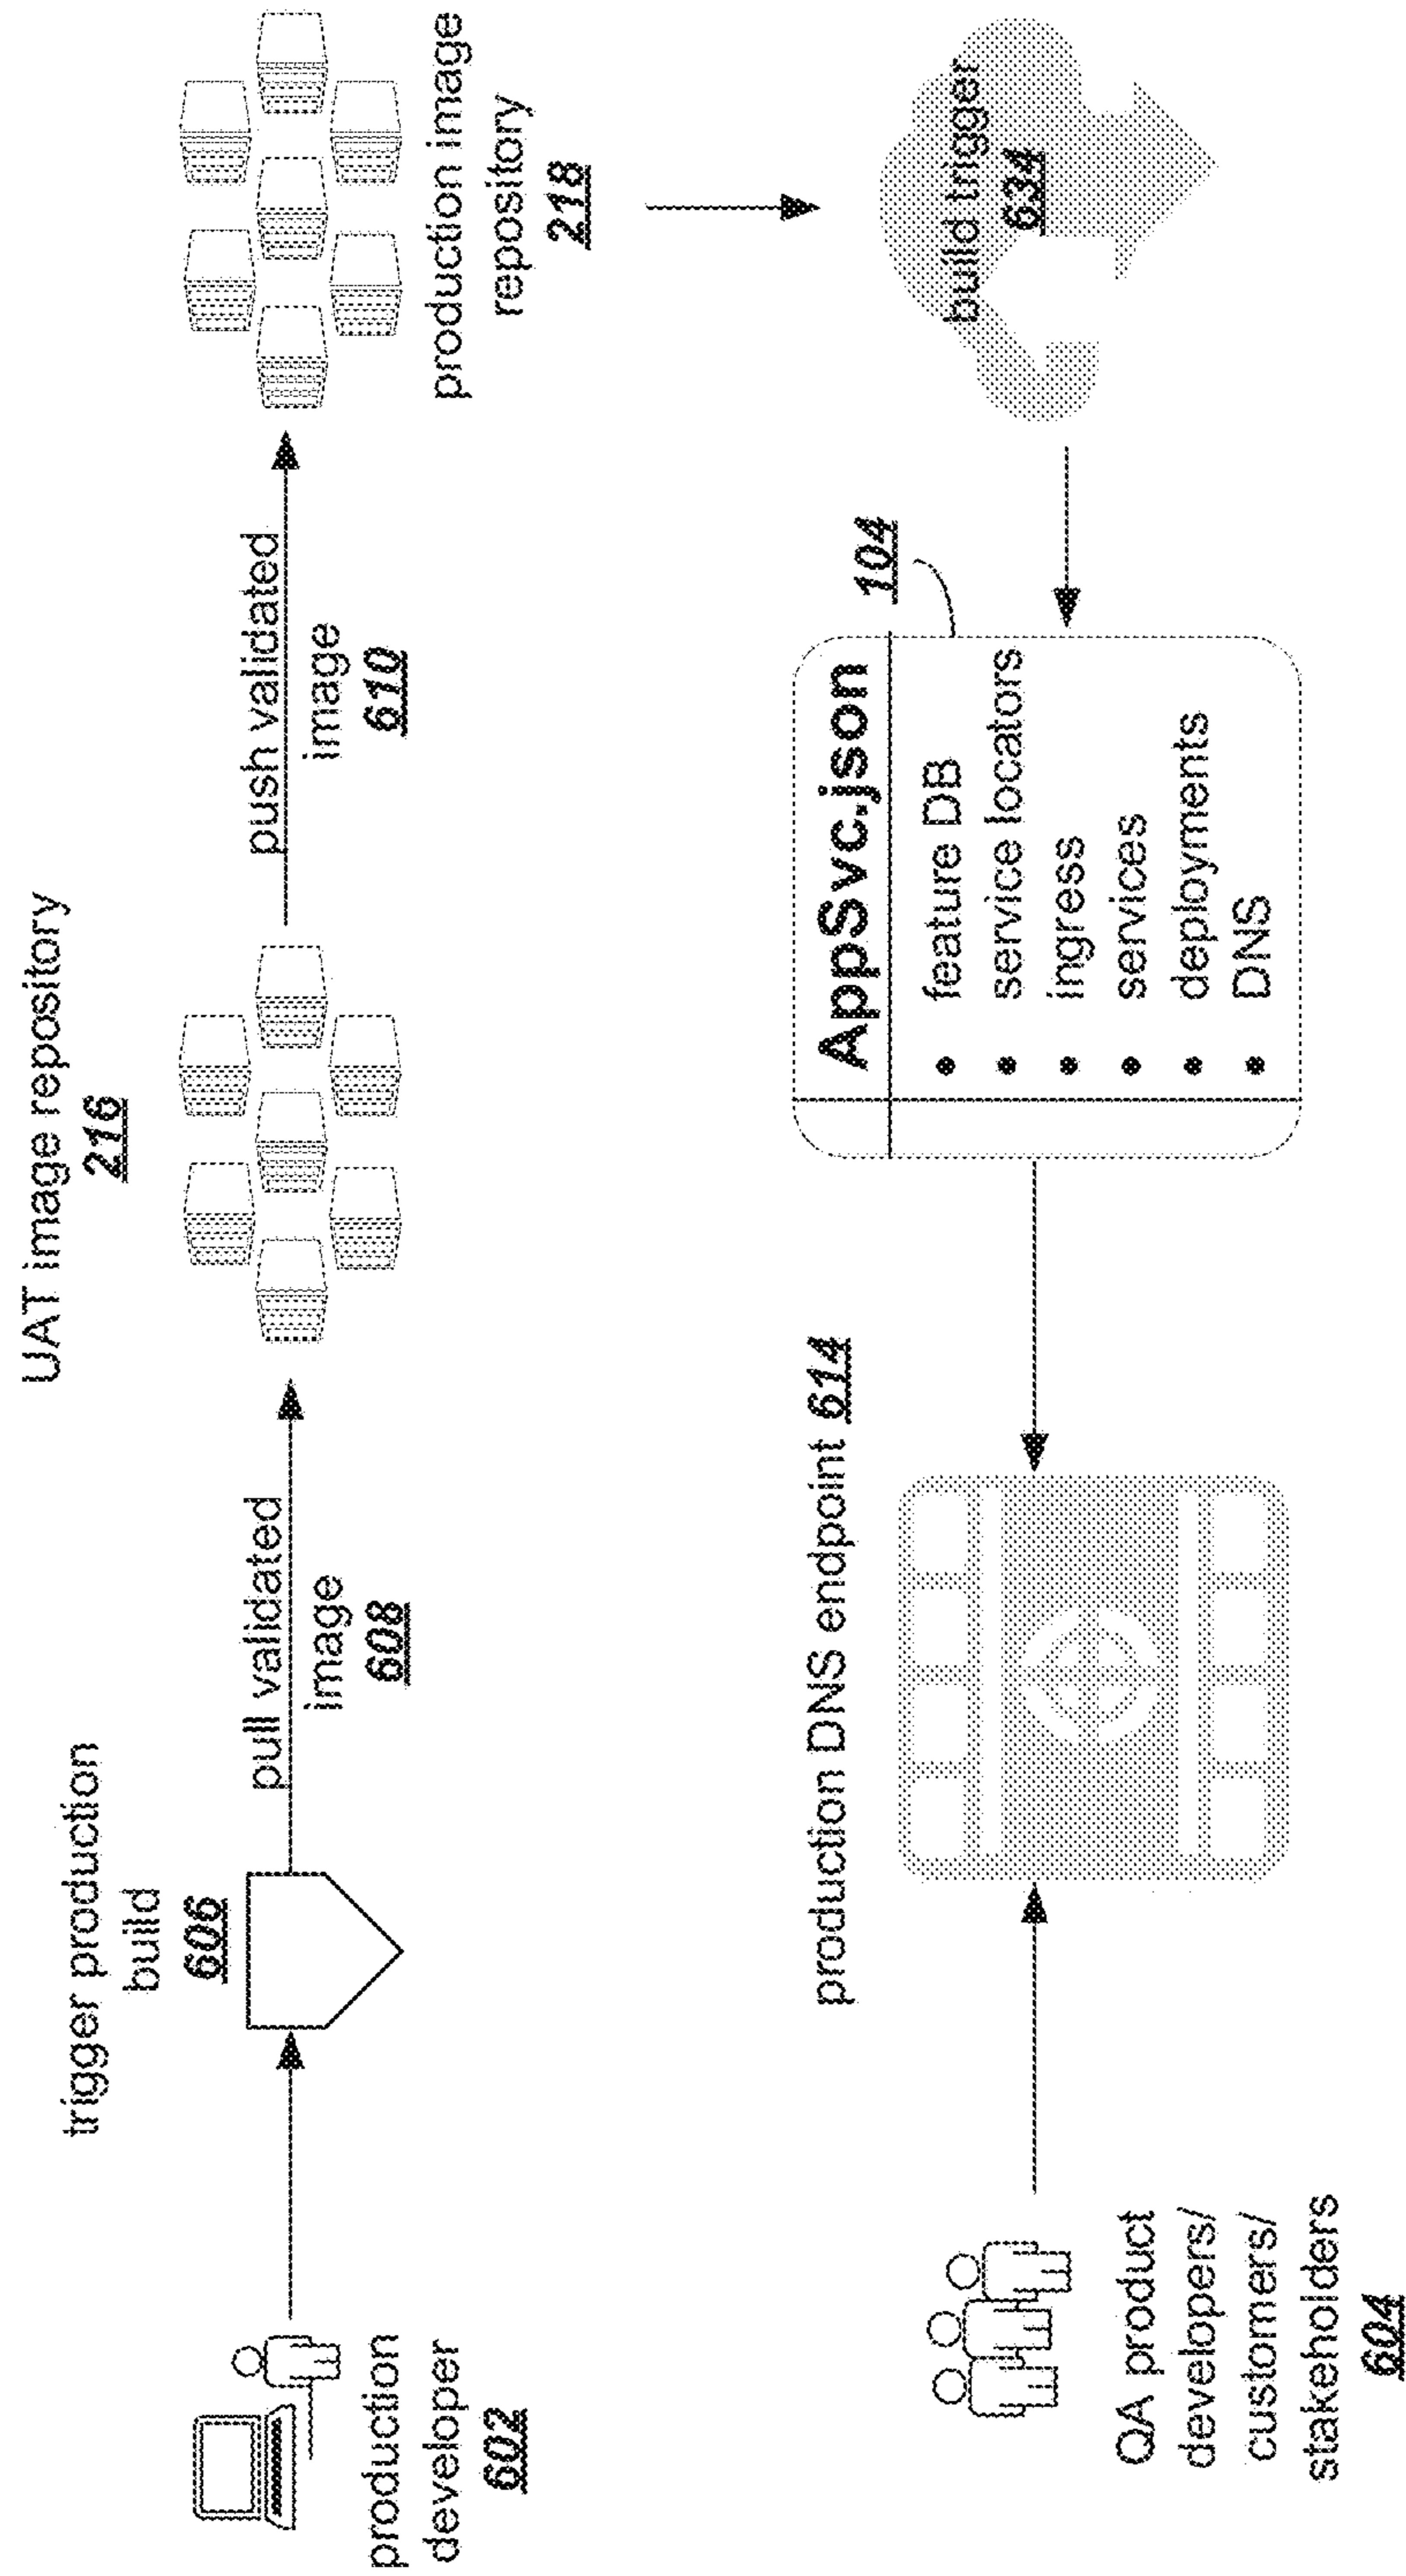 production
developer
602
trigger production
build
606
pull validated
image
608
UAT image repository
216
push validated
image
610
production image
repository
218
QA product
developers/
customers/
stakeholders
604
production DNS endpoint 614
104
AppSvc.json
• feature DB
• service locators
• ingress
• services
• deployments
• DNS
build trigger
634